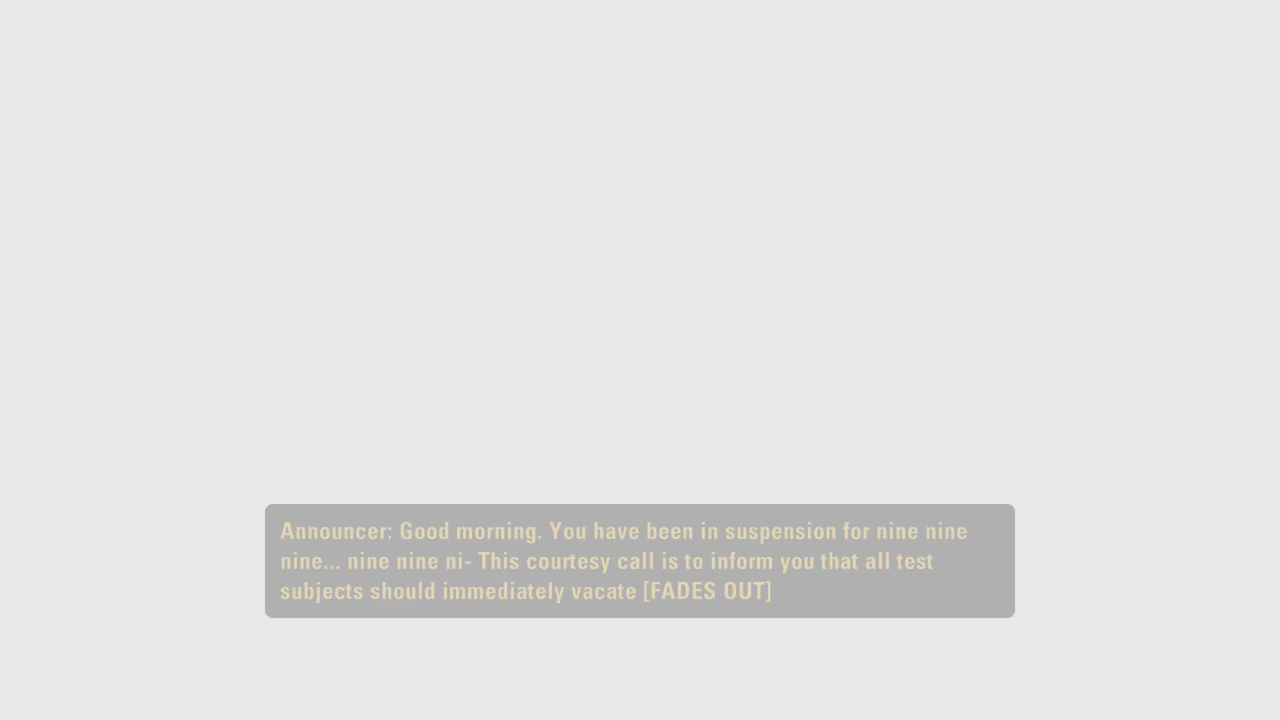 Announcer: Good morning. You have been in suspension for nine nine
nine... nine nine ni- This courtesy call is to inform you that all test
subjects should immediately vacate [FADES OUT]